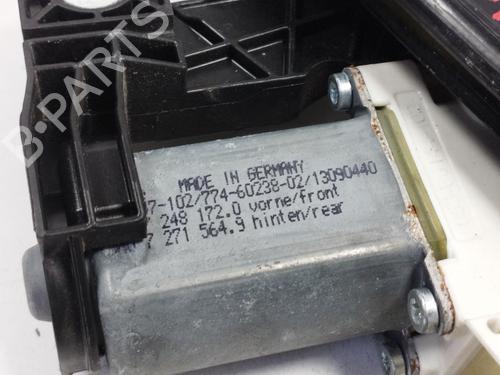 B-PARTS
MADE IN GERMANY
7-102/774-60238-02/13090440
248 172.0 vorne/front
7 271 564.9 hinten/rear